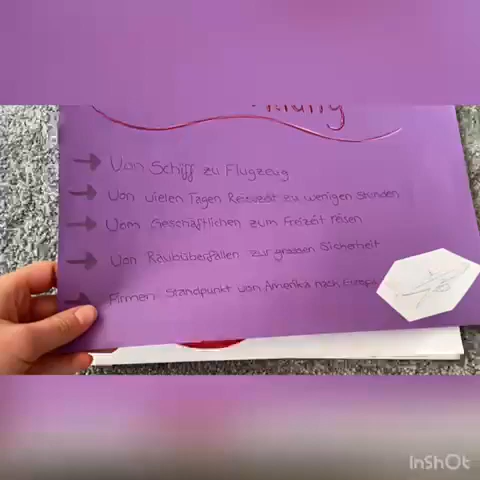 Von Schiff zu Flugzeug
Von vielen Tagen Reisezeit zu wenigen Stunden
Vom Geschäftlichen zum Freizeit reisen
Von Raubüberfällen zur grossen Sicherheit
Firmen Standpunkt von Amerika nach Europa
InShOt